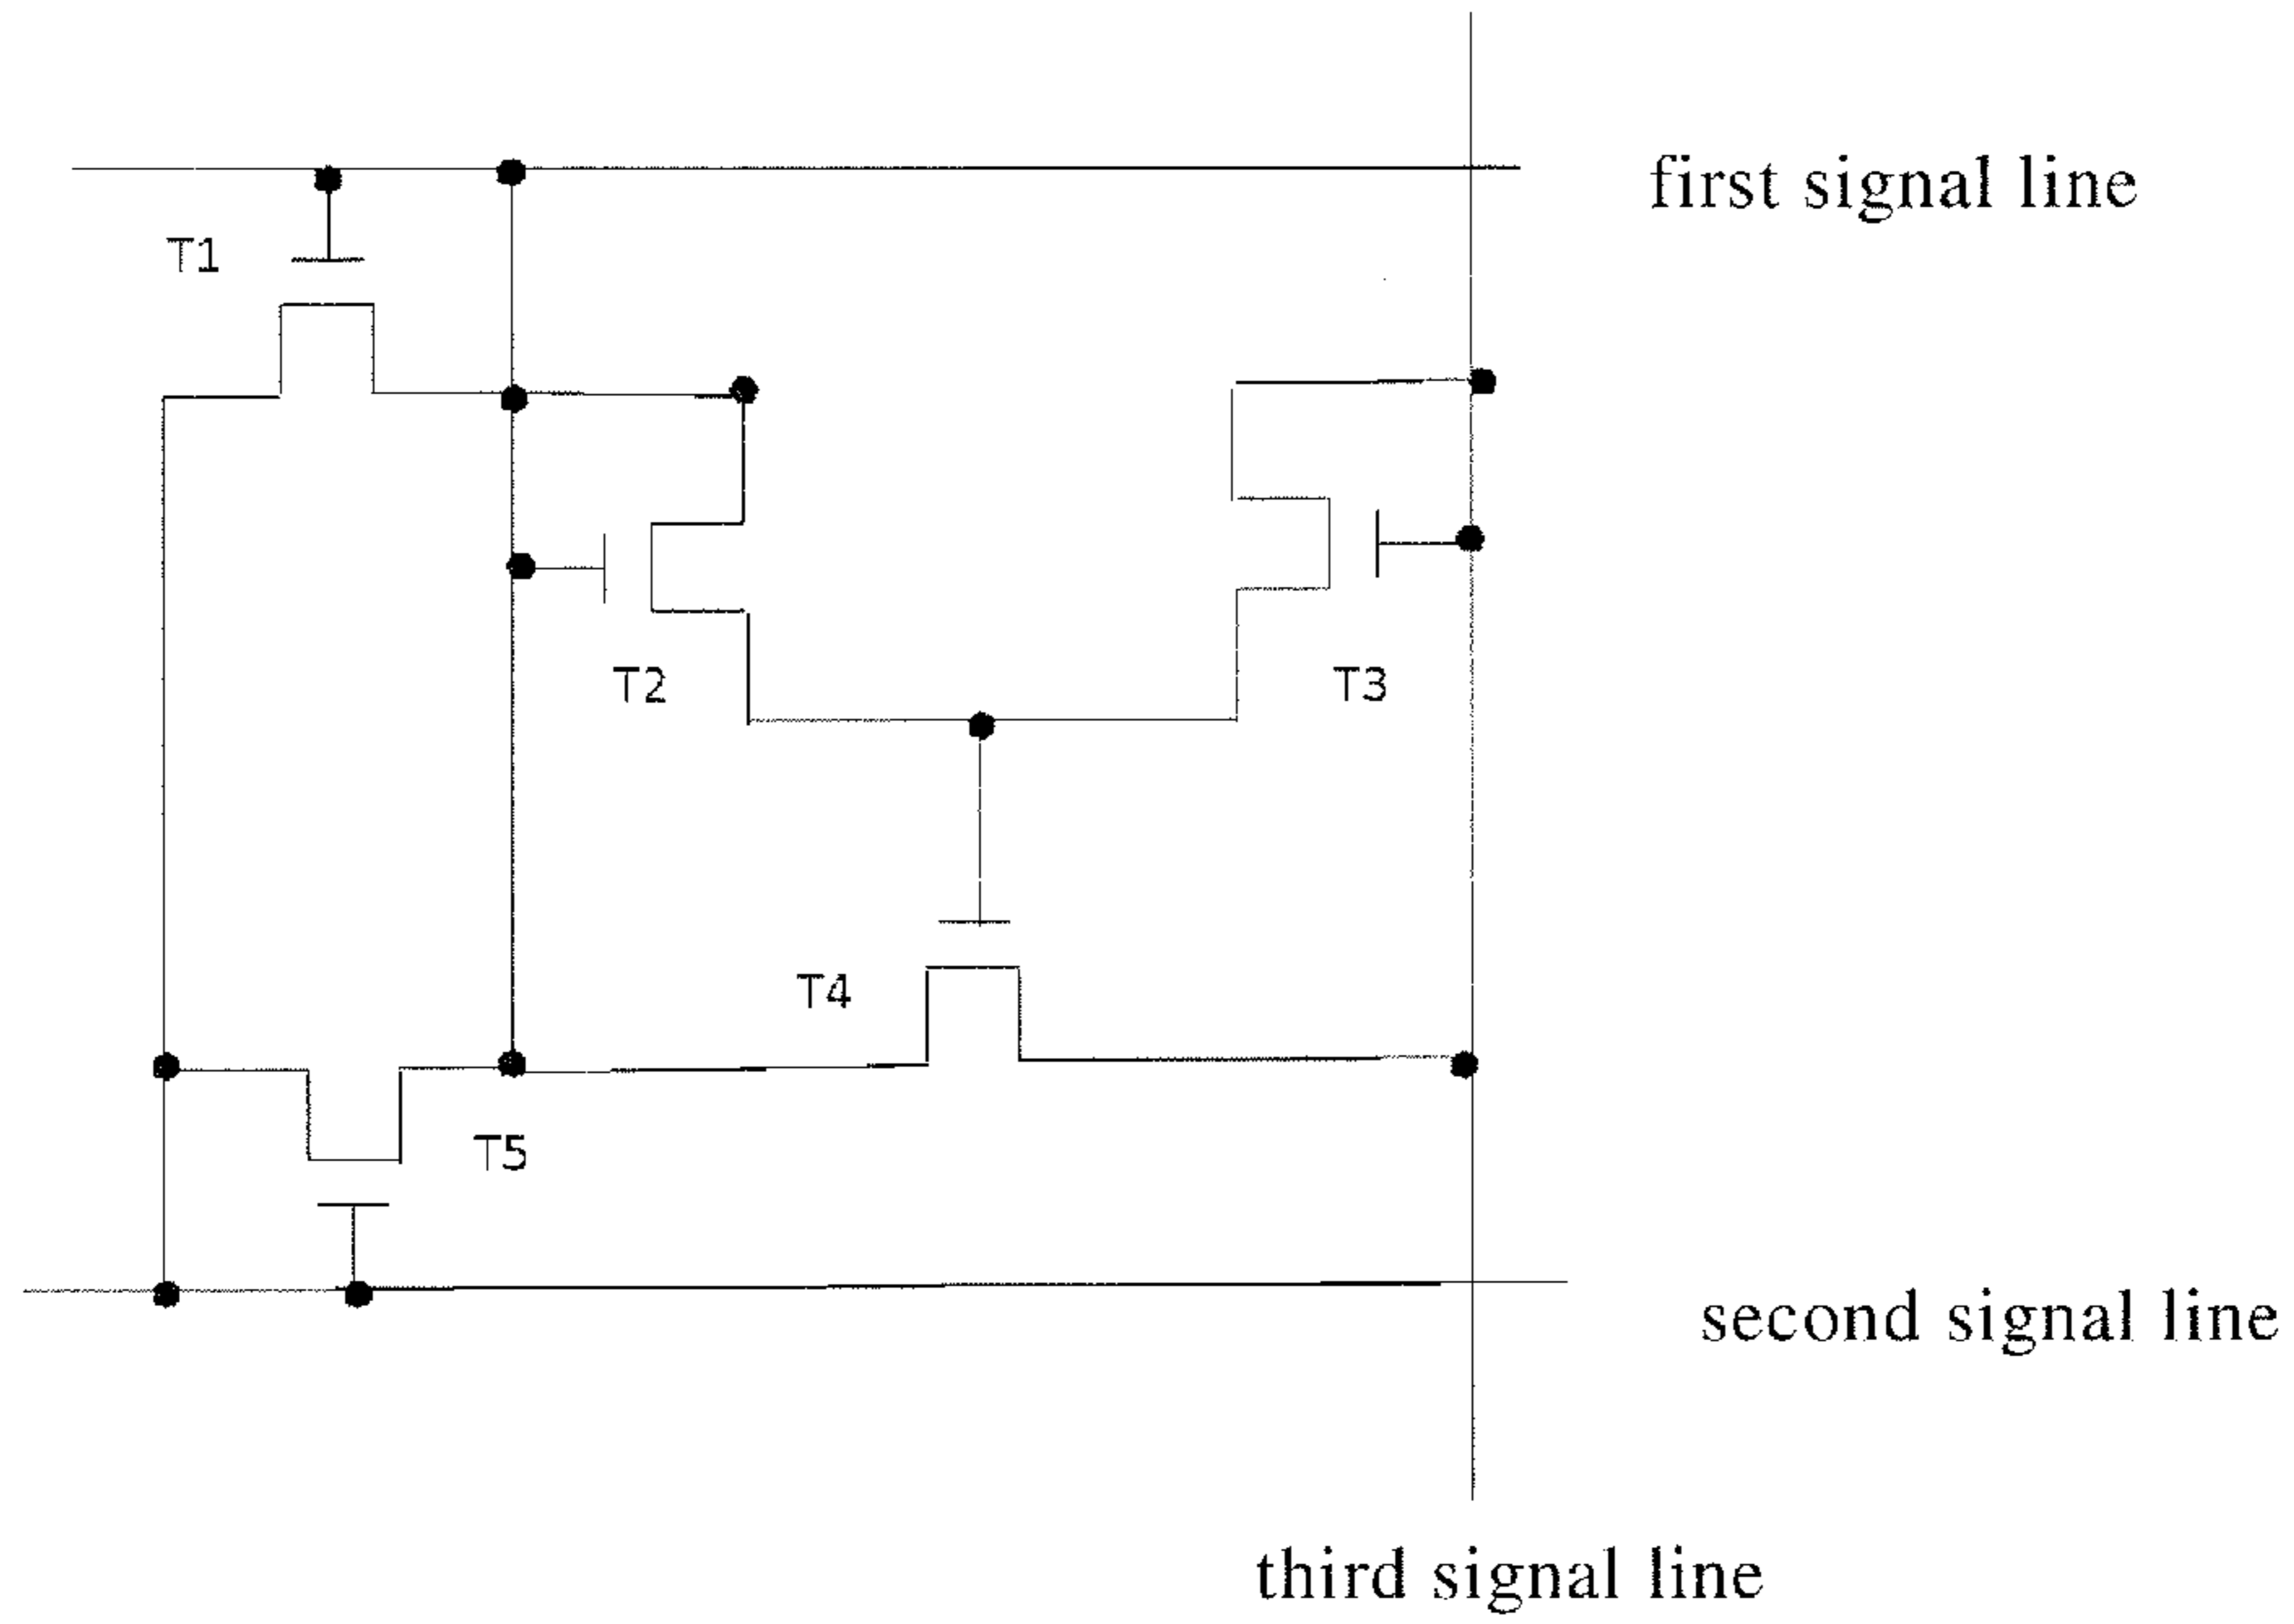 first signal line
T1
T2
T3
T4
T5
second signal line
third signal line